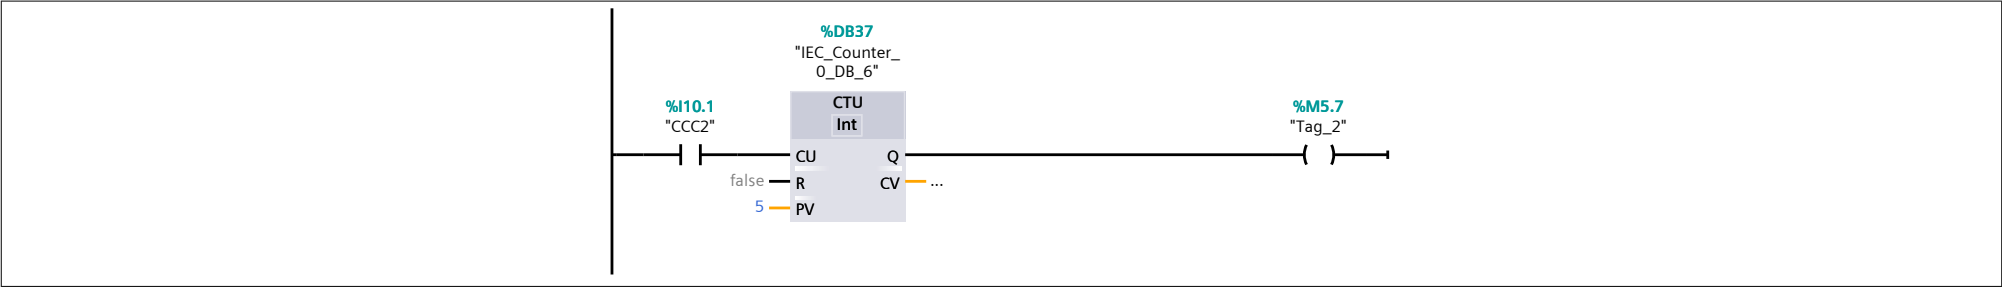 %DB37
"IEC_Counter_
0_DB_6"
%I10.1
"CCC2"
CTU
Int
%M5.7
"Tag_2"
CU
Q
false
R
CV
...
5
PV